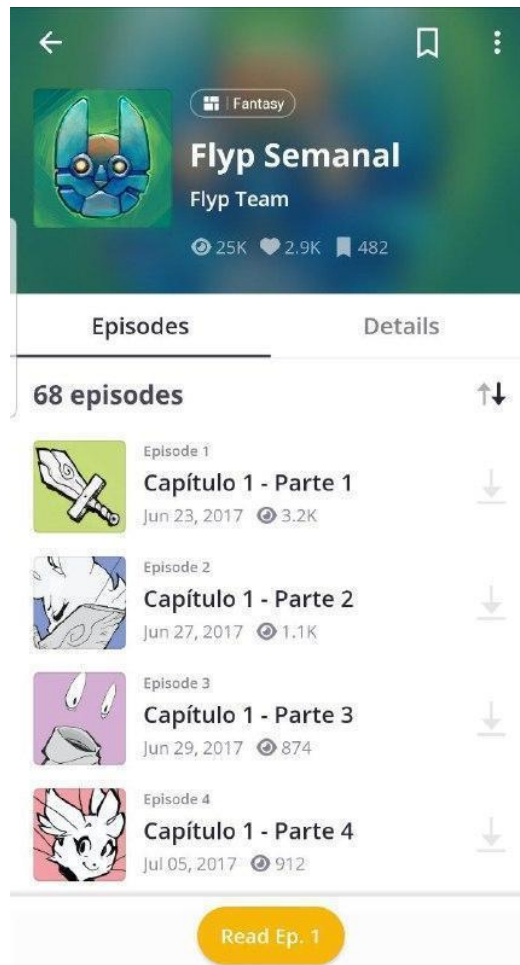 Fantasy
Flyp Semanal
Flyp Team
25K 2.9K 482
Episodes Details
68 episodes
Episode 1
Capítulo 1 - Parte 1
Jun 23, 2017 3.2K
Episode 2
Capítulo 1 - Parte 2
Jun 27, 2017 1.1K
Episode 3
Capítulo 1 - Parte 3
Jun 29, 2017 874
Episode 4
Capítulo 1 - Parte 4
Jul 05, 2017 912
Read Ep. 1